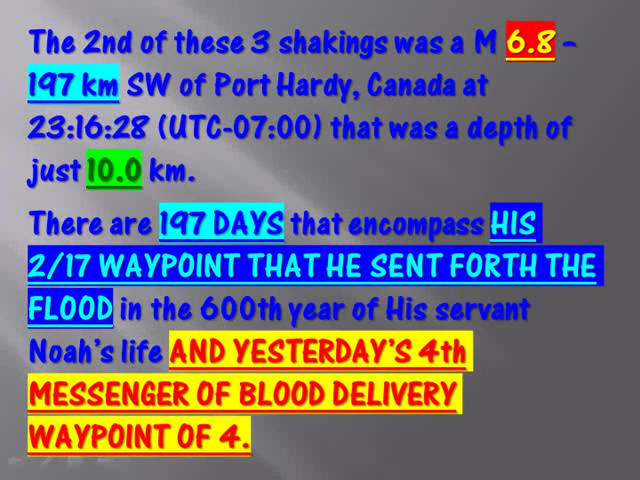 The 2nd of these 3 shakings was a M 6.8 –
197 km SW of Port Hardy, Canada at
23:16:28 (UTC-07:00) that was a depth of
just 10.0 km.
There are 197 DAYS that encompass HIS
2/17 WAYPOINT THAT HE SENT FORTH THE
FLOOD in the 600th year of His servant
Noah's life AND YESTERDAY'S 4th
MESSENGER OF BLOOD DELIVERY
WAYPOINT OF 4.